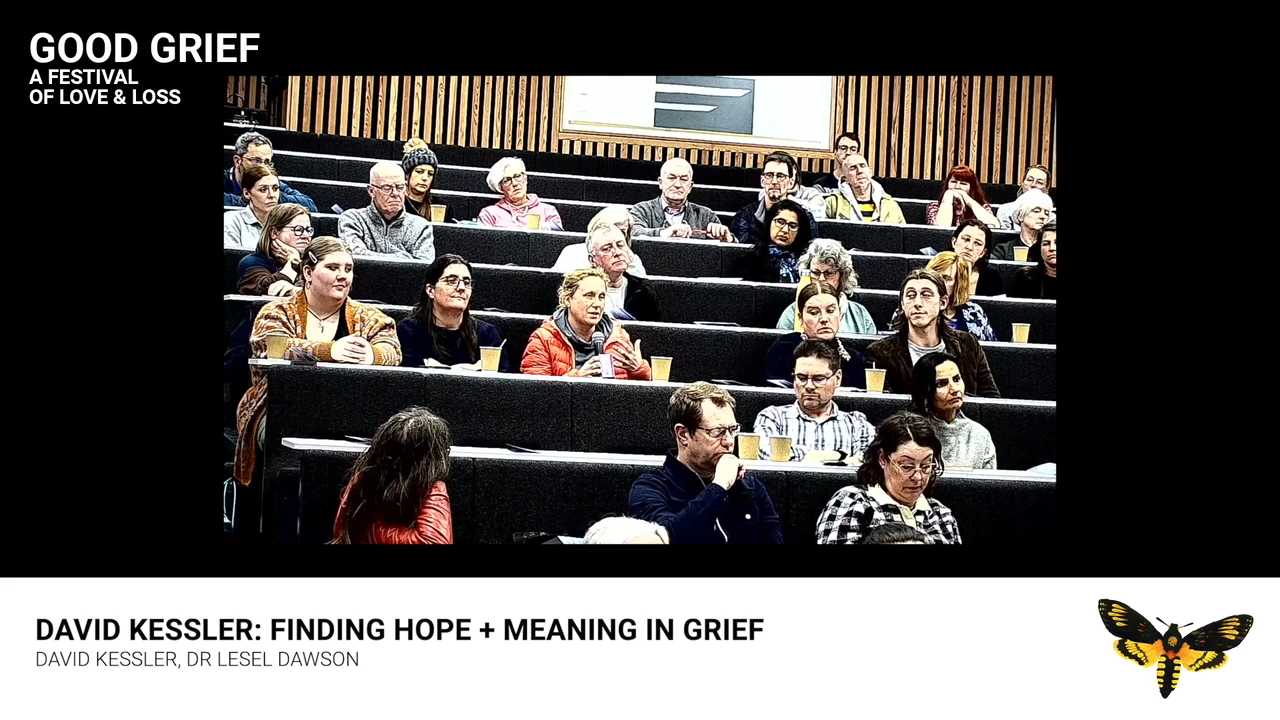 GOOD GRIEF
A FESTIVAL
OF LOVE & LOSS
DAVID KESSLER: FINDING HOPE + MEANING IN GRIEF
DAVID KESSLER, DR LESEL DAWSON